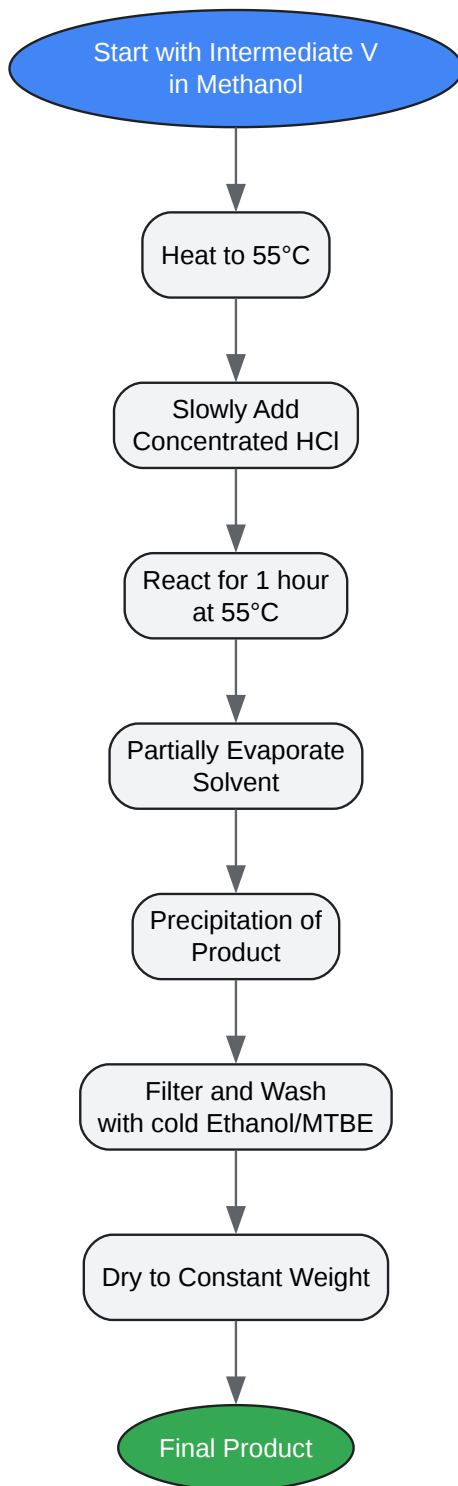 Start with Intermediate V
in Methanol
Heat to 55°C
Slowly Add
Concentrated HCl
React for 1 hour
at 55°C
Partially Evaporate
Solvent
Precipitation of
Product
Filter and Wash
with cold Ethanol/MTBE
Dry to Constant Weight
Final Product